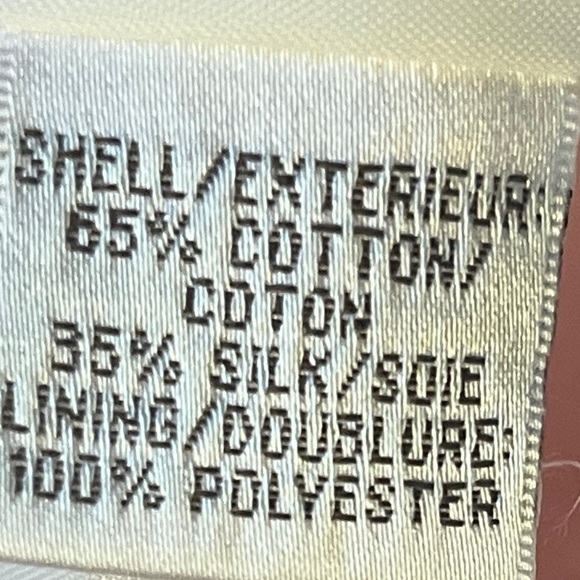 SHELL/EXTERIEUR:
65% COTTON/
COTON
35% SILK/SOIE
LINING/DOUBLURE:
100% POLYESTER